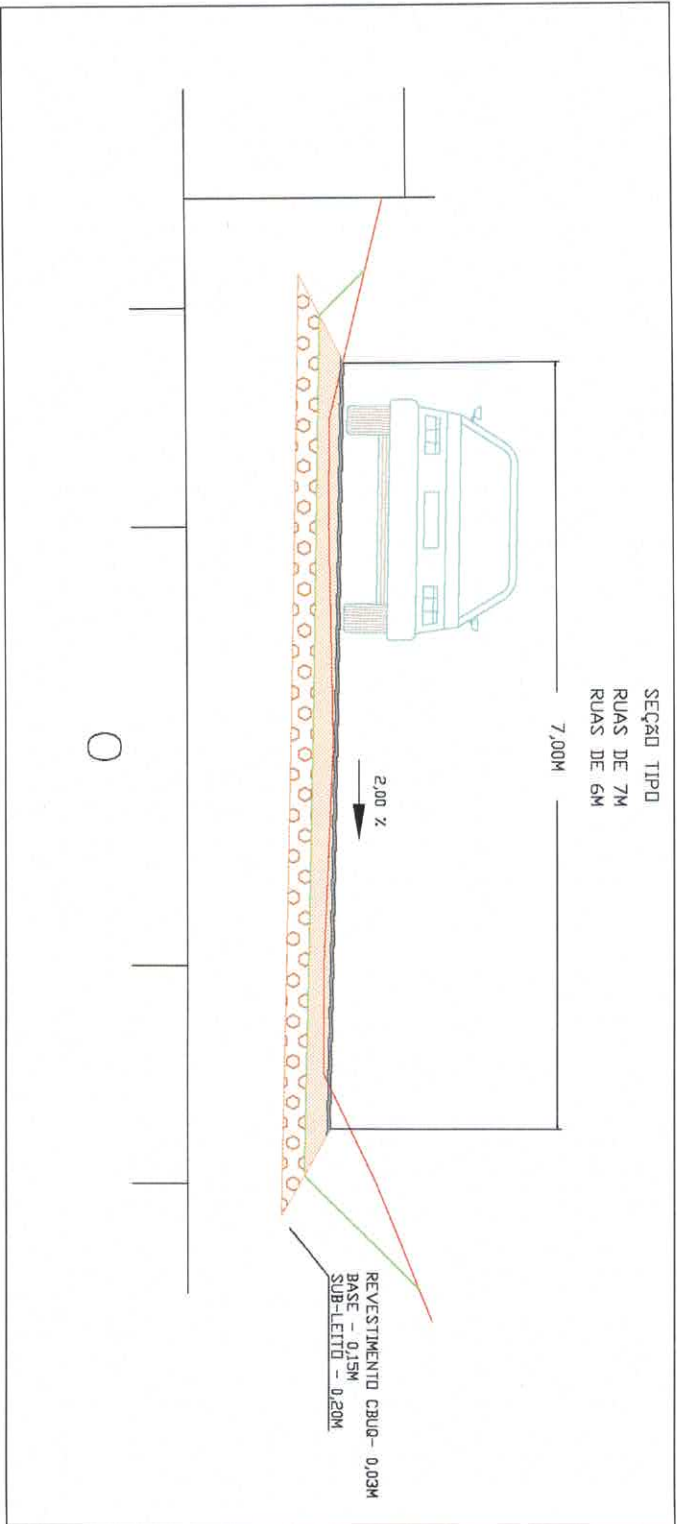 SEÇÃO TIPO
RUAS DE 7M
RUAS DE 6M
7,00M
2,00 %
0
REVESTIMENTO CBUQ- 0,03M
BASE - 0,15M
SUB-LEITO - 0,20M